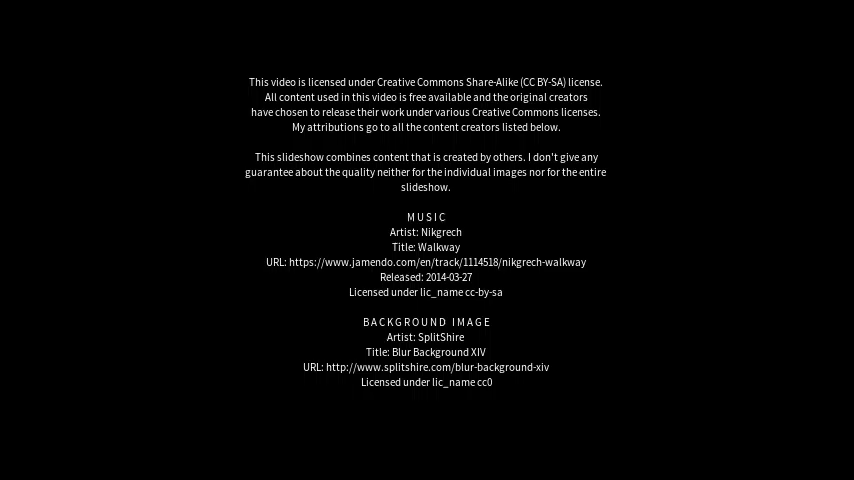 This video is licensed under Creative Commons Share-Alike (CC BY-SA) license.
All content used in this video is free available and the original creators
have chosen to release their work under various Creative Commons licenses.
My attributions go to all the content creators listed below.
This slideshow combines content that is created by others. I don't give any
guarantee about the quality neither for the individual images nor for the entire
slideshow.
MUSIC
Artist: Nikgrech
Title: Walkway
URL: https://www.jamendo.com/en/track/1114518/nikgrech-walkway
Released: 2014-03-27
Licensed under lic_name cc-by-sa
BACKGROUND IMAGE
Artist: SplitShire
Title: Blur Background XIV
URL: http://www.splitshire.com/blur-background-xiv
Licensed under lic_name cc0